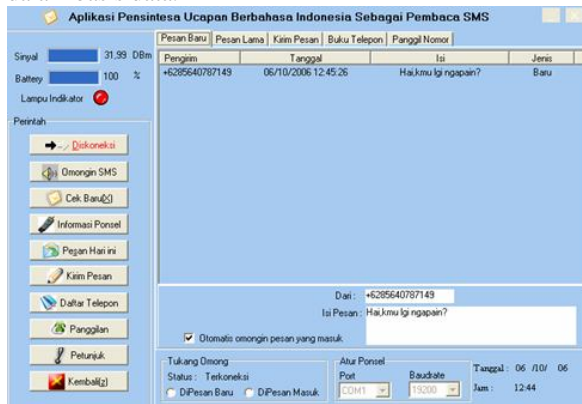 Aplikasi Pensintesa Ucapan Berbahasa Indonesia Sebagai Pembaca SMS
Sinyal 31,99 DBm
Battery 100 %
Lampu Indikator
Perintah
Diskoneksi
Omongin SMS
Cek Baru(X)
Informasi Ponsel
Pesan Hari ini
Kirim Pesan
Daftar Telepon
Panggilan
Petunjuk
Kembali(z)
Pesan Baru Pesan Lama Kirim Pesan Buku Telepon Panggil Nomor
Pengirim Tanggal Isi Jenis
+6285640787149 06/10/2006 12:45:26 Hai,kmu lgi ngapain? Baru
Dari : +6285640787149
Isi Pesan : Hai,kmu lgi ngapain?
Otomatis omongin pesan yang masuk
Tukang Omong
Status : Terkoneksi
DiPesan Baru DiPesan Masuk
Atur Ponsel
Port Baudrate
COM1 19200
Tanggal : 06 /10/ 06
Jam : 12:44